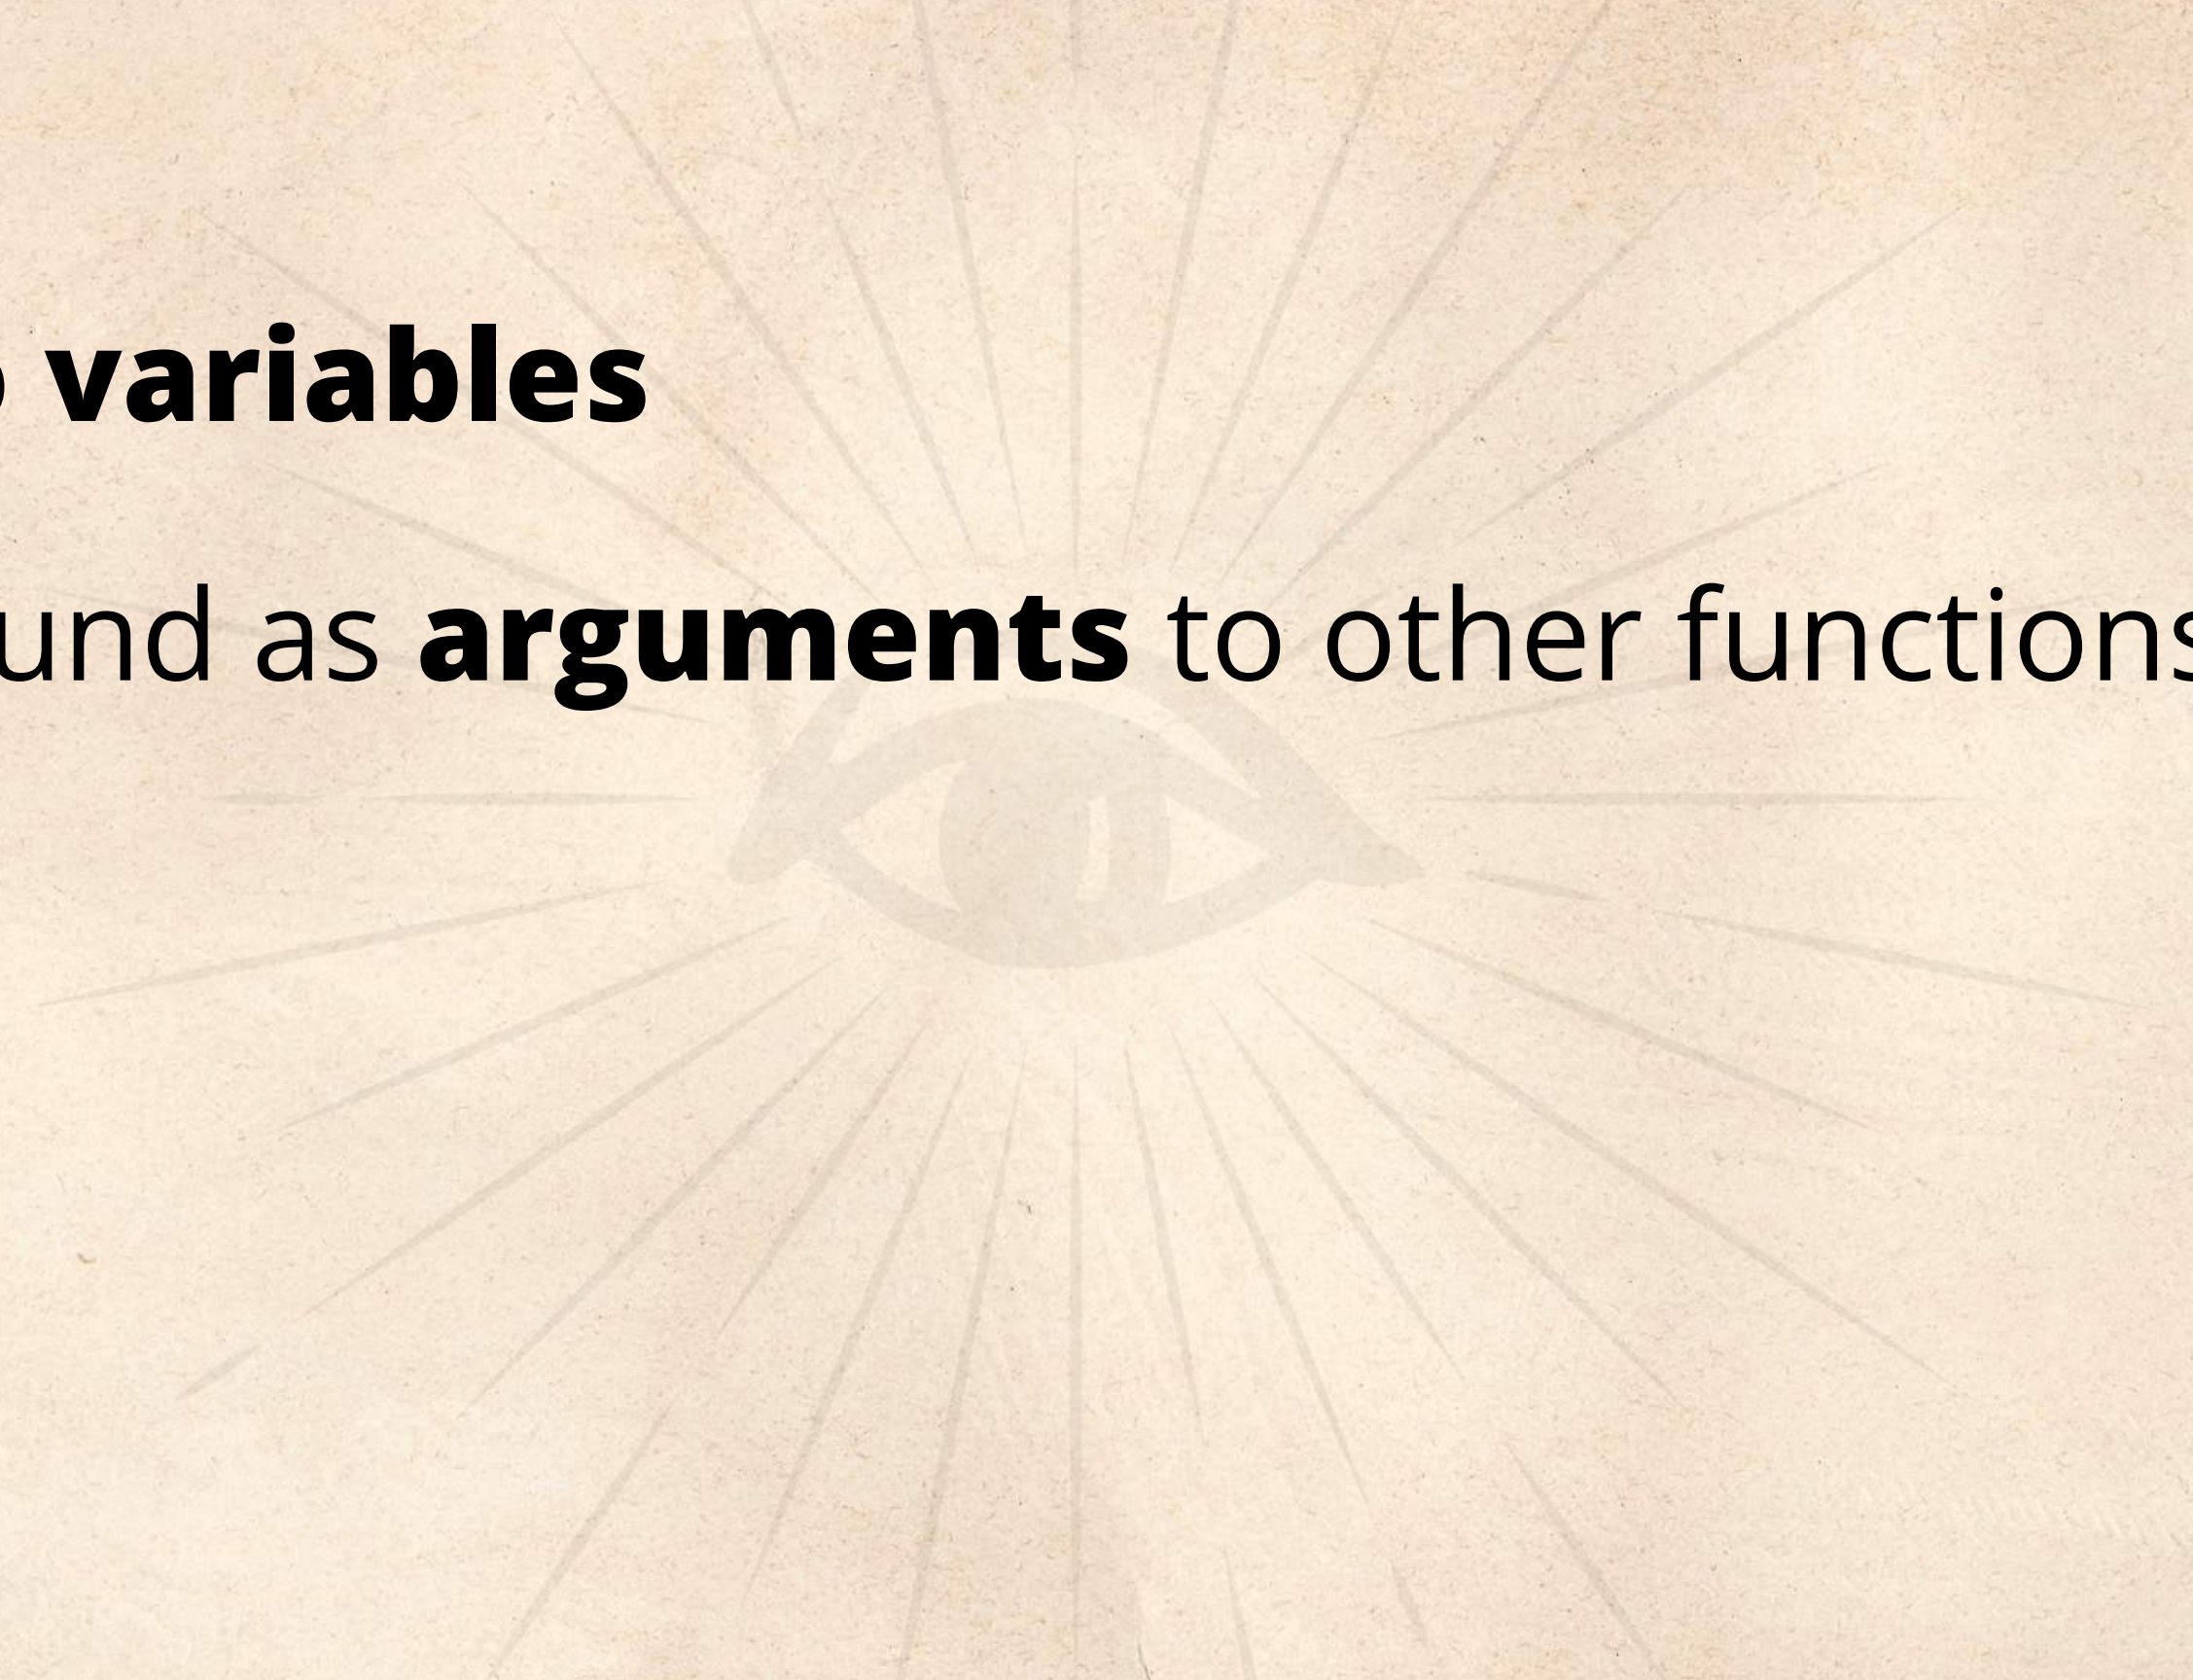 variables
und as arguments to other functions